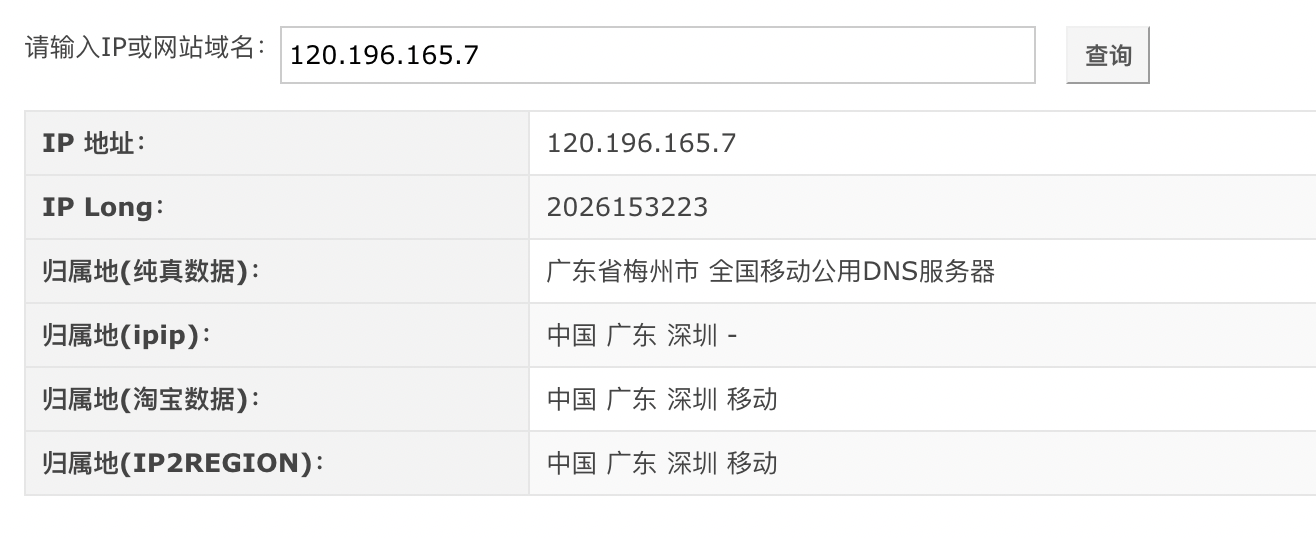 请输入IP或网站域名： 120.196.165.7 查询
IP 地址： 120.196.165.7
IP Long： 2026153223
归属地(纯真数据)： 广东省梅州市 全国移动公用DNS服务器
归属地(ipip)： 中国 广东 深圳 -
归属地(淘宝数据)： 中国 广东 深圳 移动
归属地(IP2REGION)： 中国 广东 深圳 移动